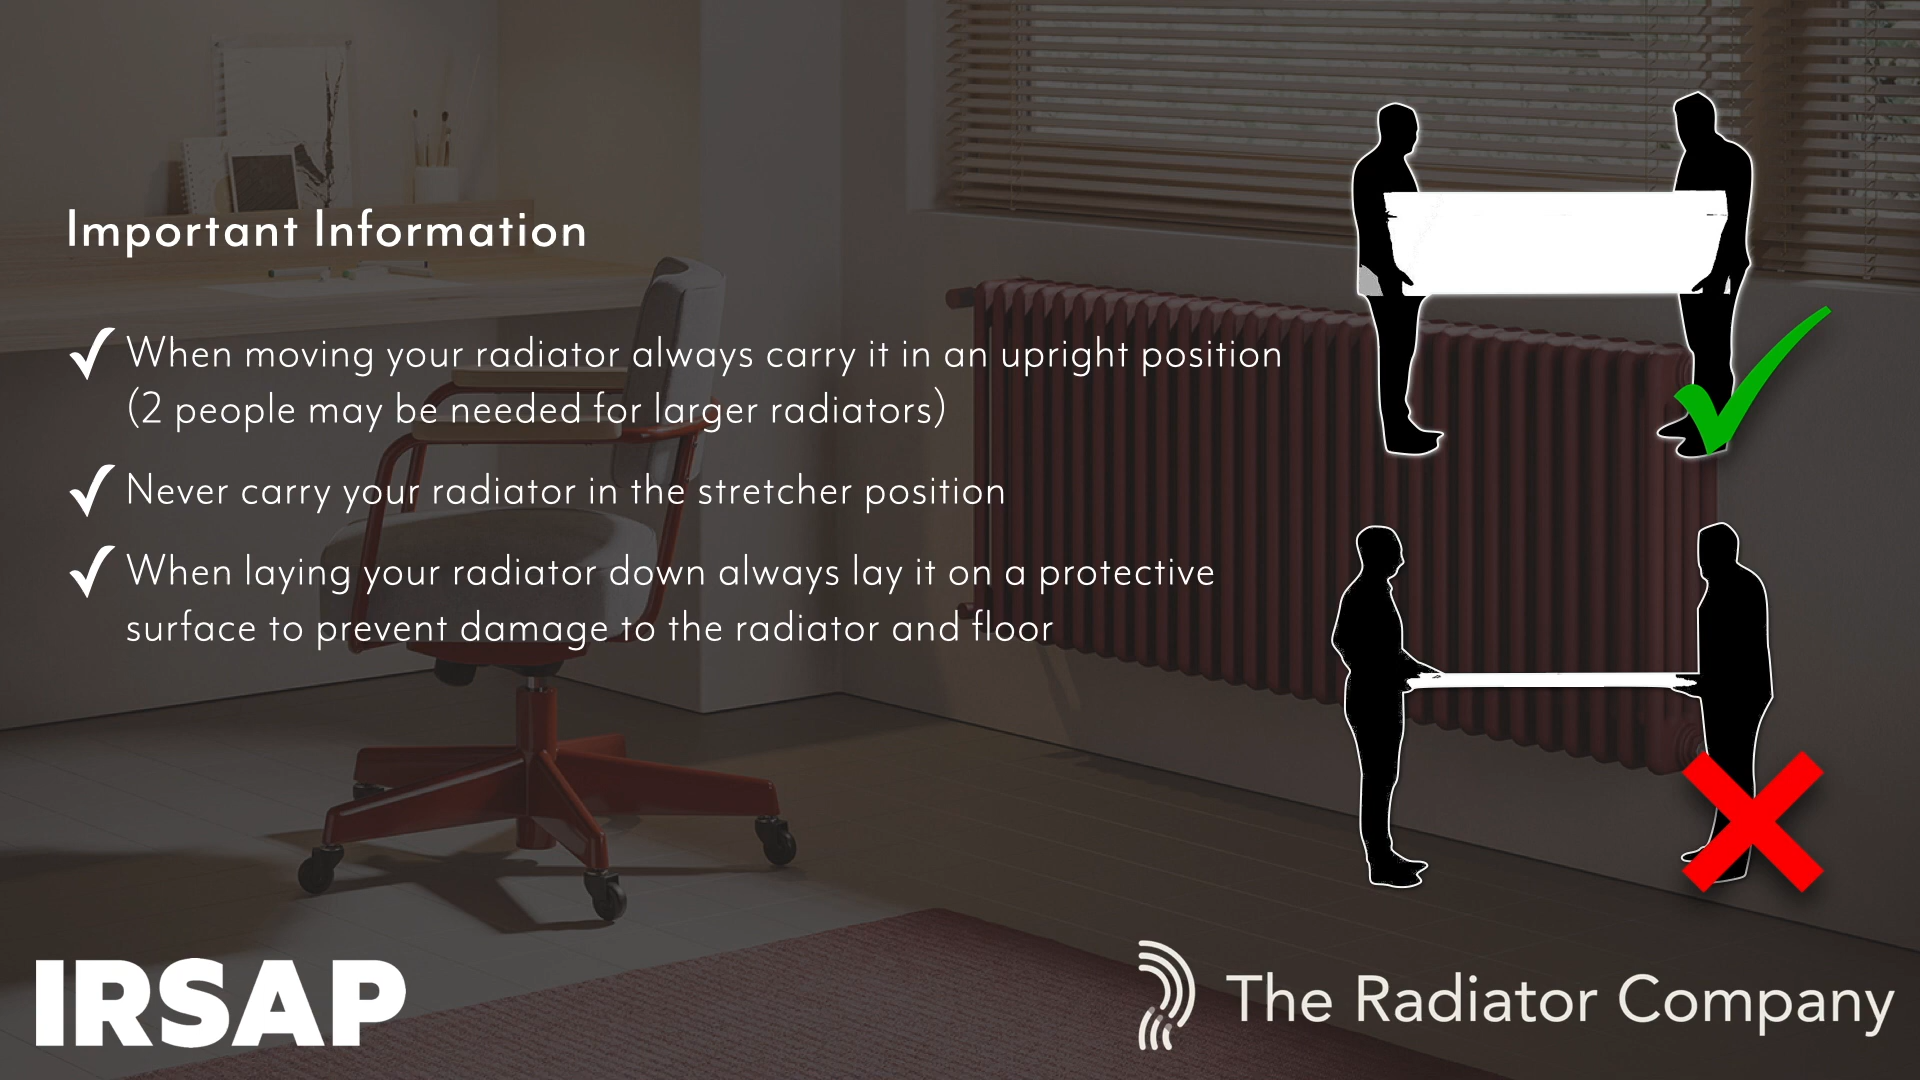 Important Information
When moving your radiator always carry it in an upright position
(2 people may be needed for larger radiators)
Never carry your radiator in the stretcher position
When laying your radiator down always lay it on a protective
surface to prevent damage to the radiator and floor
IRSAP
The Radiator Company